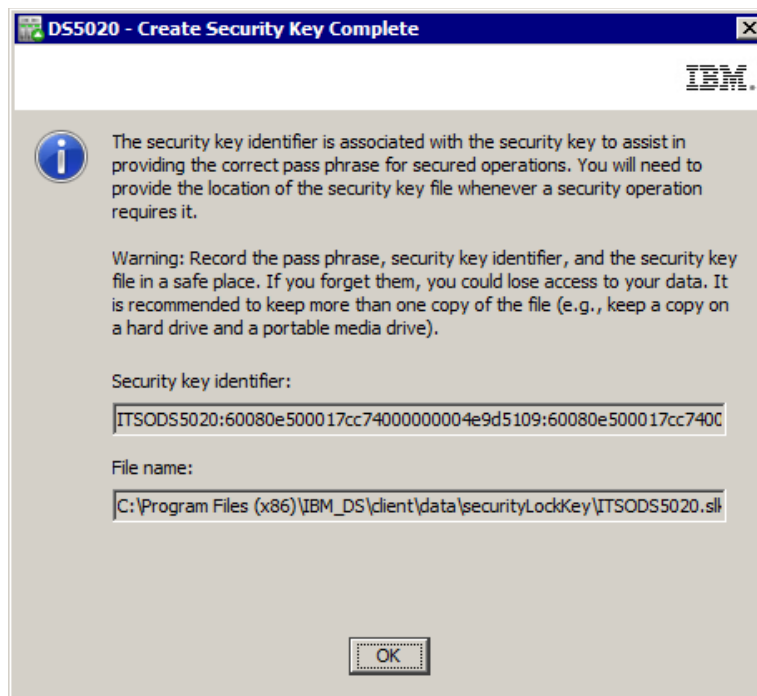 DS5020 - Create Security Key Complete
IBM.
The security key identifier is associated with the security key to assist in
providing the correct pass phrase for secured operations. You will need to
provide the location of the security key file whenever a security operation
requires it.
Warning: Record the pass phrase, security key identifier, and the security key
file in a safe place. If you forget them, you could lose access to your data. It
is recommended to keep more than one copy of the file (e.g., keep a copy on
a hard drive and a portable media drive).
Security key identifier:
ITSODS5020:60080e500017cc74000000004e9d5109:60080e500017cc7400
File name:
C:\Program Files (x86)\IBM_DS\client\data\securityLockKey\ITSODS5020.slk
OK